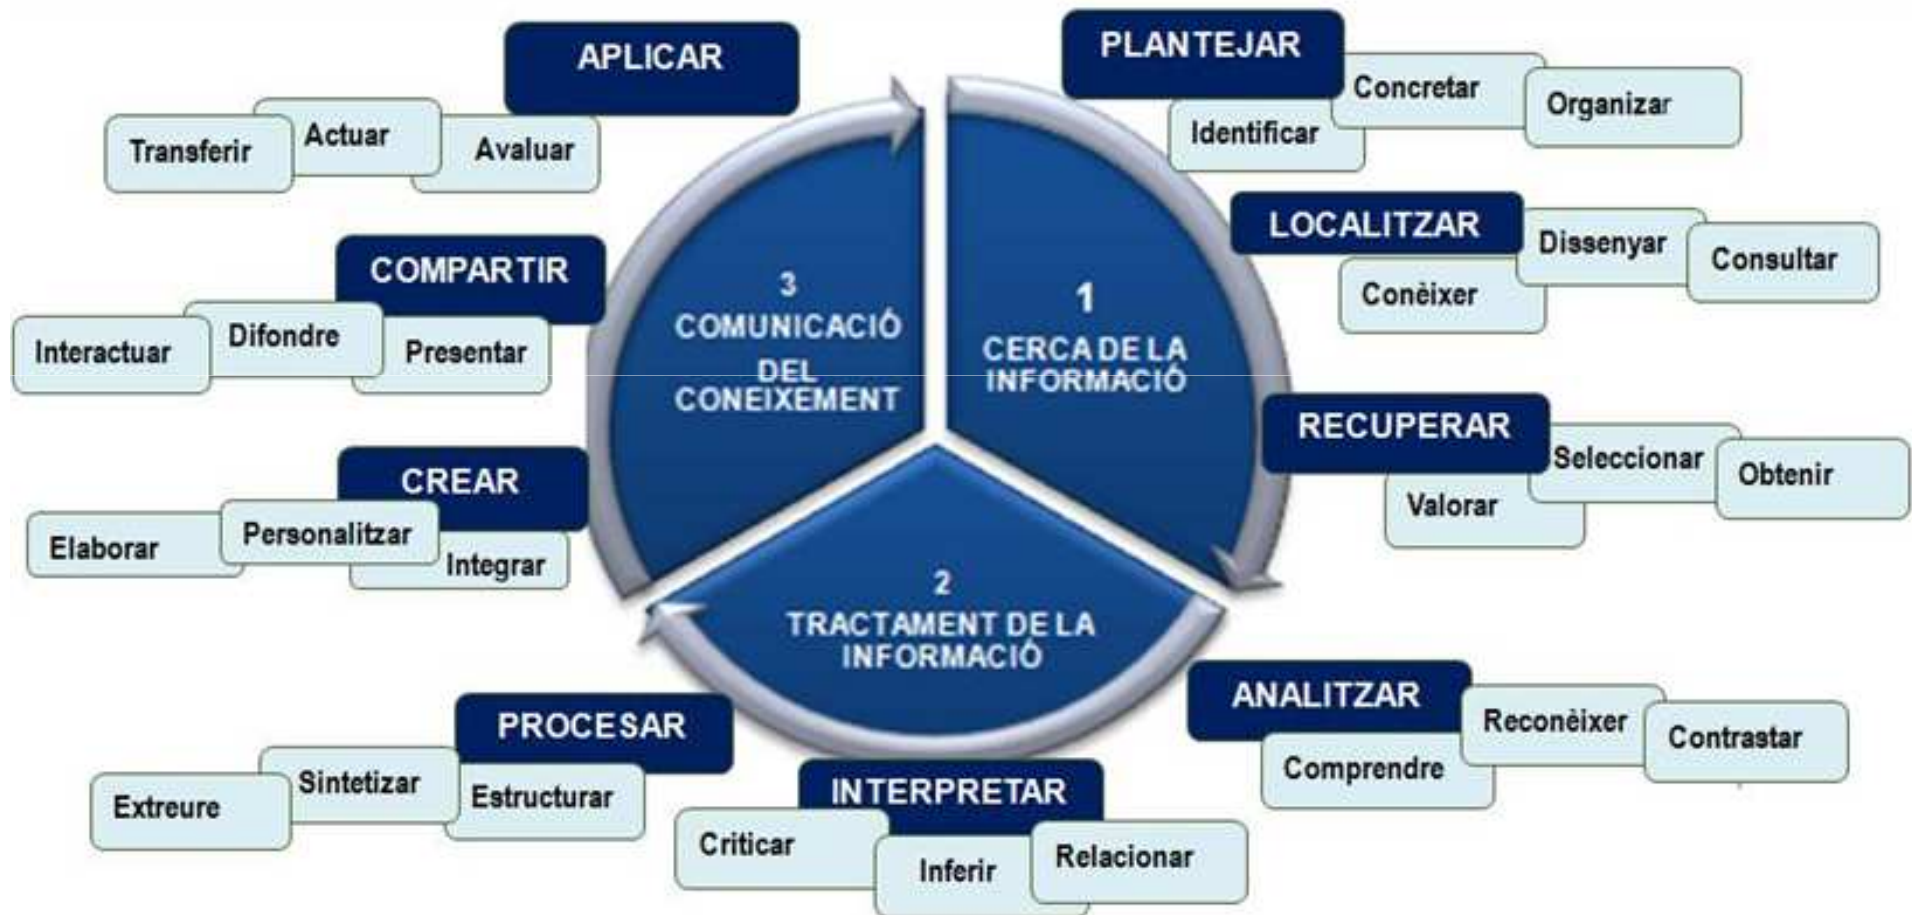 APLICAR
Transferir
Actuar
Avaluar
COMPARTIR
Interactuar
Difondre
Presentar
CREAR
Elaborar
Personalitzar
Integrar
3
COMUNICACIÓ
DEL
CONEIXEMENT
1
CERCA DE LA
INFORMACIÓ
2
TRACTAMENT DE LA
INFORMACIÓ
PLANTEJAR
Identificar
Concretar
Organizar
LOCALITZAR
Conèixer
Dissenyar
Consultar
RECUPERAR
Valorar
Seleccionar
Obtenir
ANALITZAR
Comprendre
Reconèixer
Contrastar
INTERPRETAR
Criticar
Inferir
Relacionar
PROCESAR
Extreure
Sintetizar
Estructurar